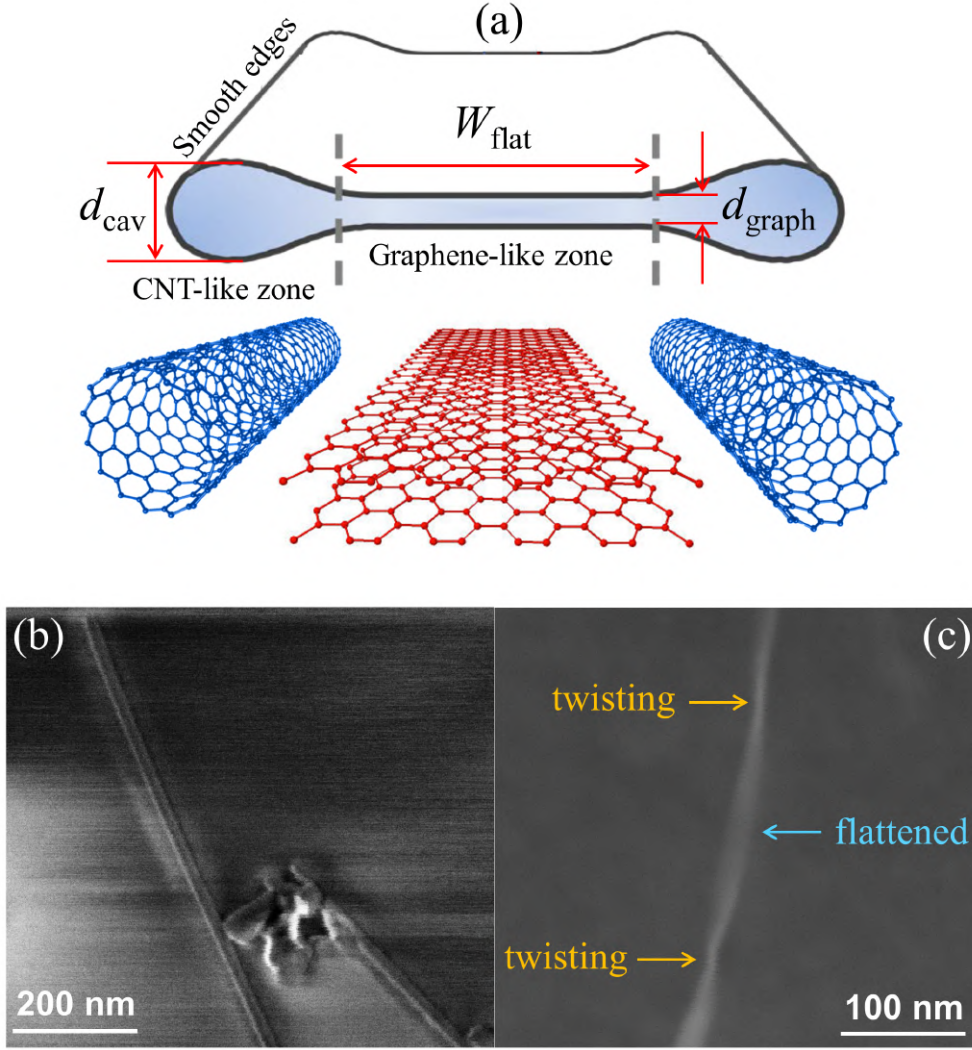 (a)
Smooth edges
W_flat
d_cav
d_graph
Graphene-like zone
CNT-like zone
(b)
200 nm
(c)
twisting
flattened
twisting
100 nm